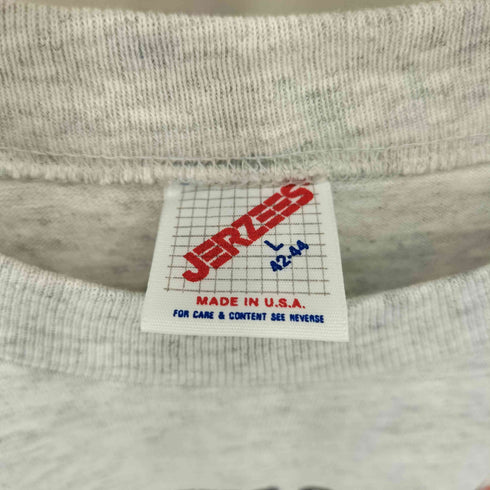 JERZEES
L
42-44
MADE IN U.S.A.
FOR CARE & CONTENT SEE REVERSE